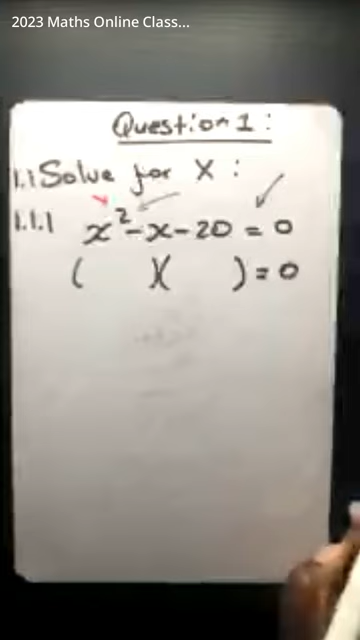 2023 Maths Online Class...
Question 1:
1.1 Solve for X:
1.1.1 x²-x-20=0
( )( )=0